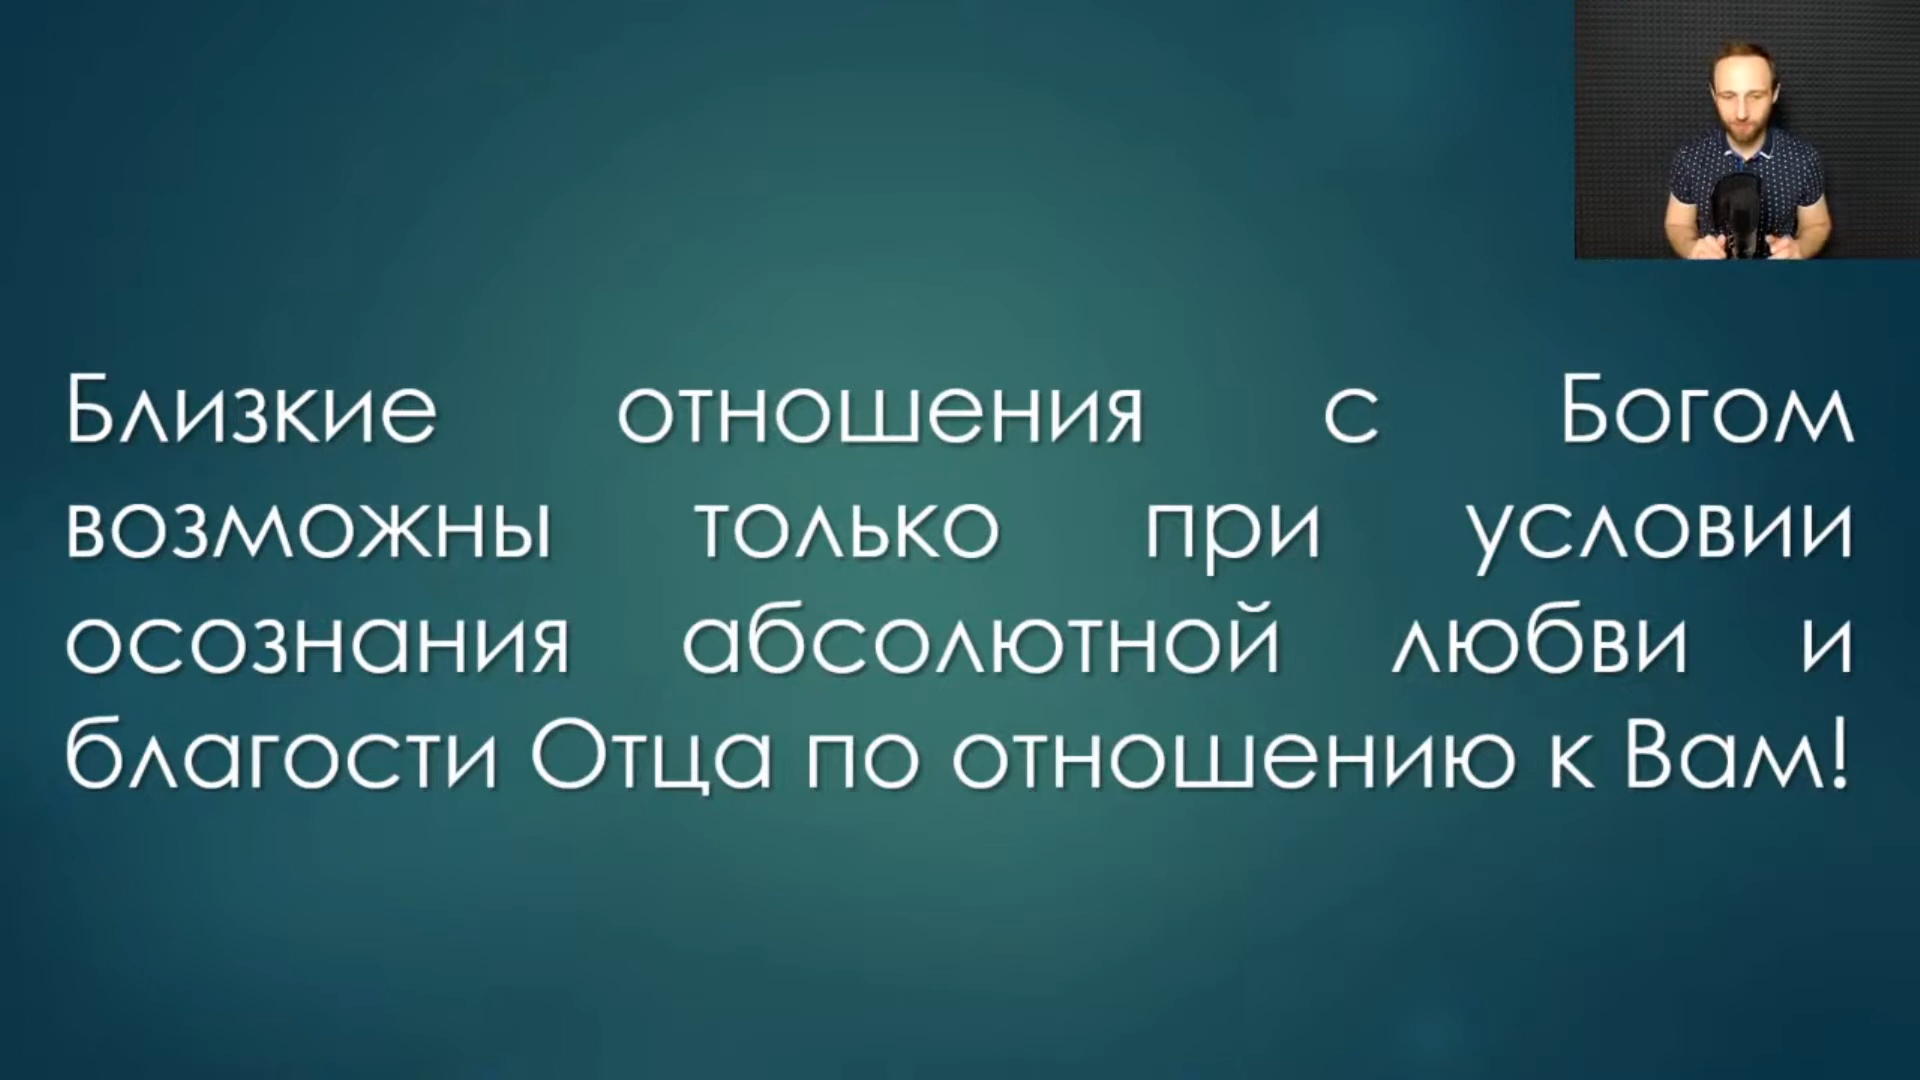 Близкие отношения с Богом
возможны только при условии
осознания абсолютной любви и
благости Отца по отношению к Вам!